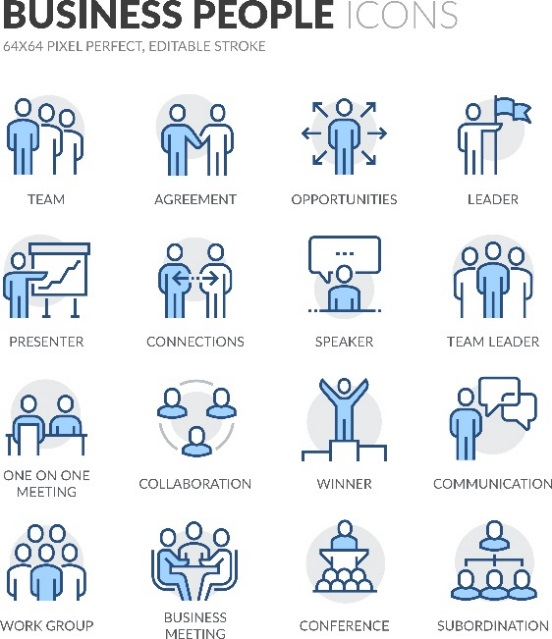 BUSINESS PEOPLE ICONS
64X64 PIXEL PERFECT, EDITABLE STROKE
TEAM
AGREEMENT
OPPORTUNITIES
LEADER
PRESENTER
CONNECTIONS
SPEAKER
TEAM LEADER
ONE ON ONE
MEETING
COLLABORATION
WINNER
COMMUNICATION
WORK GROUP
BUSINESS
MEETING
CONFERENCE
SUBORDINATION